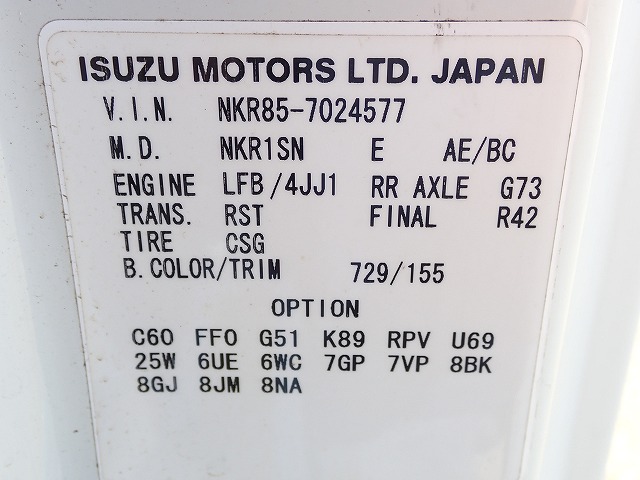 ISUZU MOTORS LTD. JAPAN
V.I.N. NKR85-7024577
M.D. NKR1SN E AE/BC
ENGINE LFB/4JJ1 RR AXLE G73
TRANS. RST FINAL R42
TIRE CSG
B.COLOR/TRIM 729/155
OPTION
C60 FF0 G51 K89 RPV U69
25W 6UE 6WC 7GP 7VP 8BK
8GJ 8JM 8NA